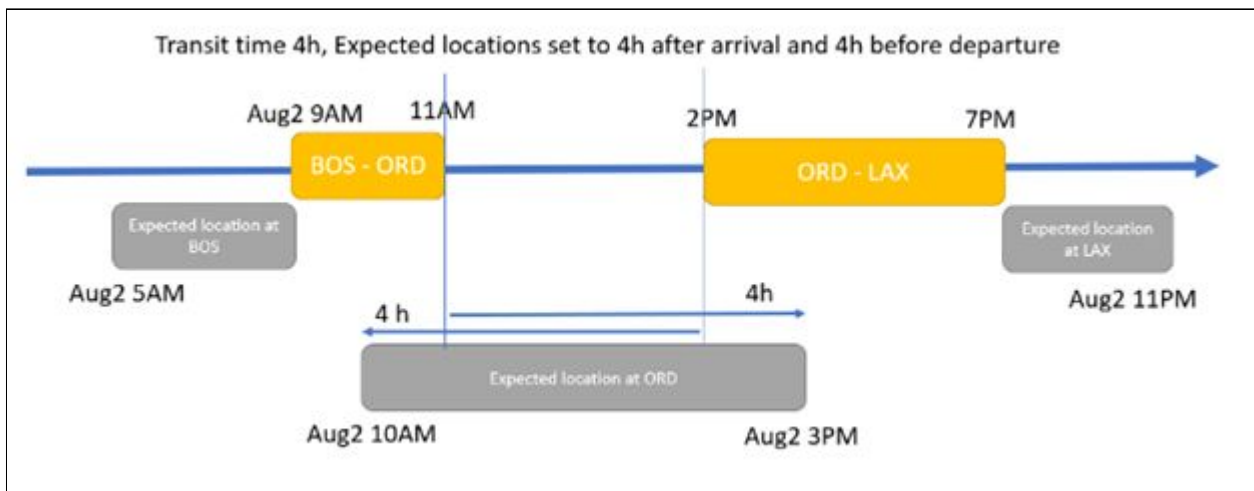 Transit time 4h, Expected locations set to 4h after arrival and 4h before departure
Aug2 9AM
11AM
2PM
7PM
BOS - ORD
ORD - LAX
Expected location at
BOS
Expected location
at LAX
Aug2 5AM
Aug2 11PM
4 h
4h
Expected location at ORD
Aug2 10AM
Aug2 3PM